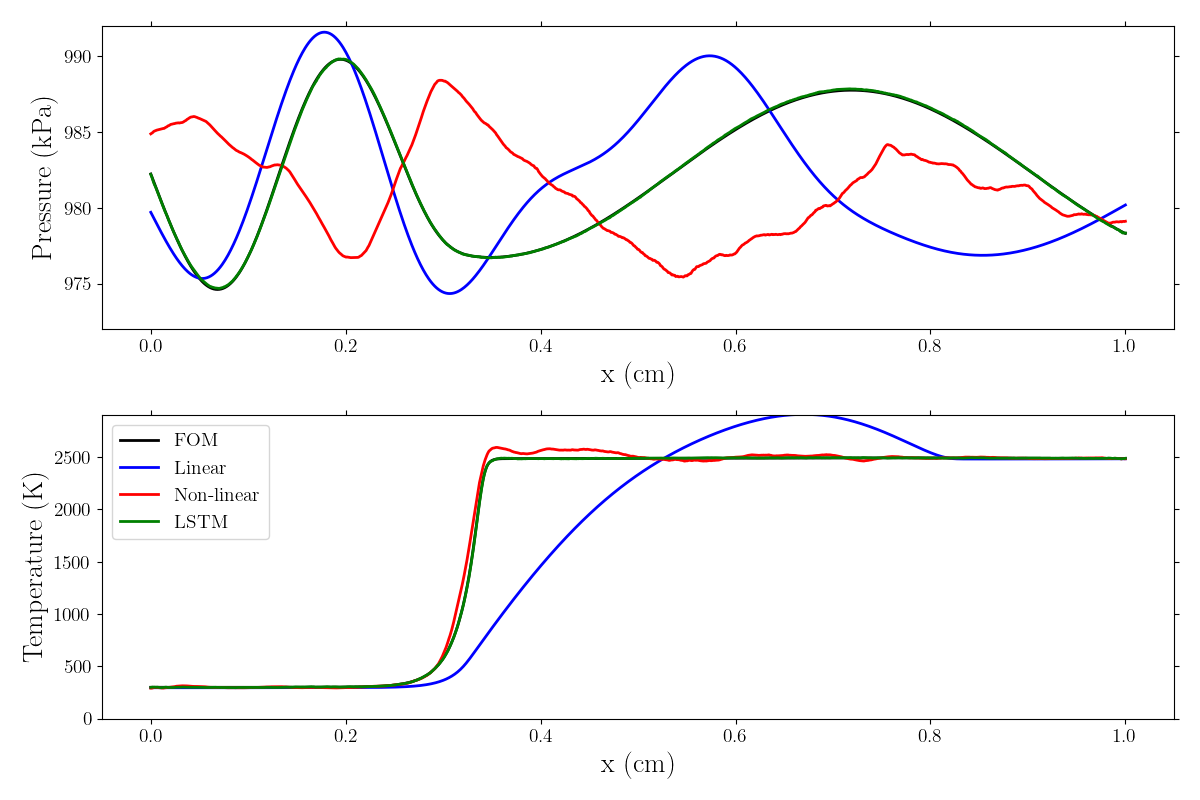 990
985
980
975
Pressure (kPa)
0.0 0.2 0.4 0.6 0.8 1.0
x (cm)
2500
2000
1500
1000
500
0
Temperature (K)
FOM
Linear
Non-linear
LSTM
0.0 0.2 0.4 0.6 0.8 1.0
x (cm)